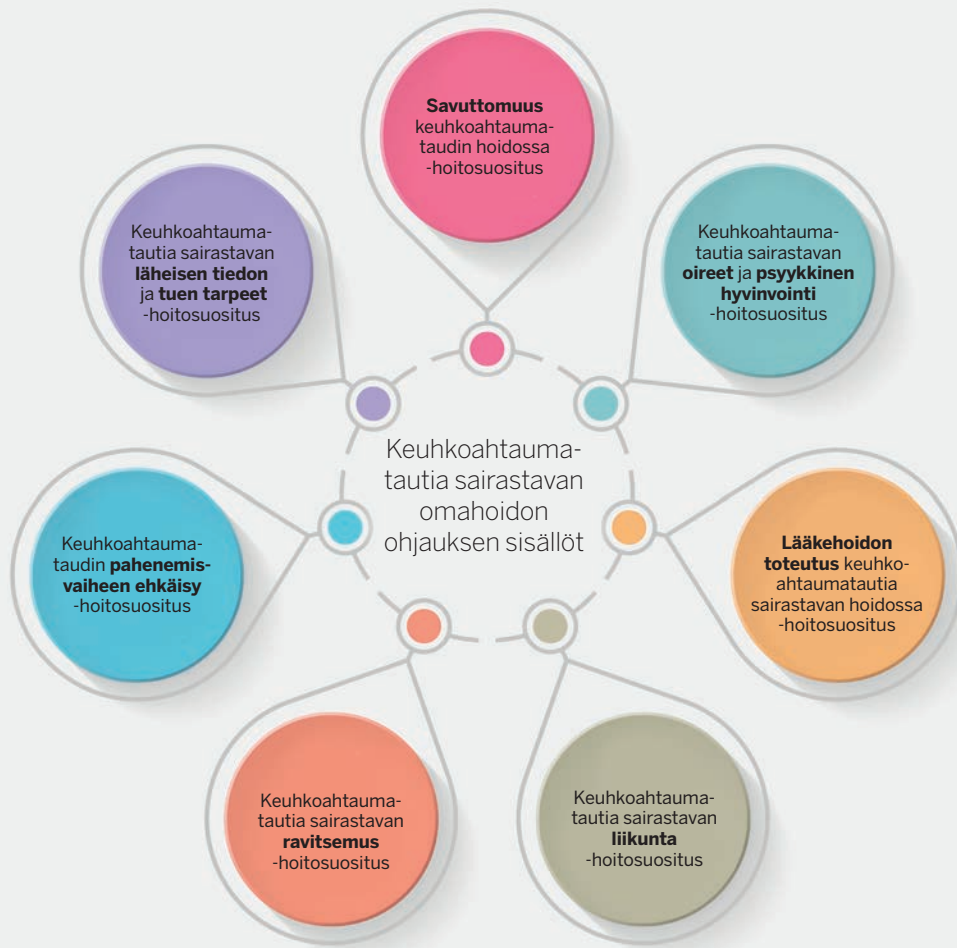 Savuttomuus
keuhkoahtauma-
taudin hoidossa
-hoitosuositus
Keuhkoahtauma-
tautia sairastavan
oireet ja psyykkinen
hyvinvointi
-hoitosuositus
Lääkehoidon
toteutus keuhko-
ahtaumatautia
sairastavan hoidossa
-hoitosuositus
Keuhkoahtauma-
tautia sairastavan
liikunta
-hoitosuositus
Keuhkoahtauma-
tautia sairastavan
ravitsemus
-hoitosuositus
Keuhkoahtauma-
taudin pahenemis-
vaiheen ehkäisy
-hoitosuositus
Keuhkoahtauma-
tautia sairastavan
läheisen tiedon
ja tuen tarpeet
-hoitosuositus
Keuhkoahtauma-
tautia sairastavan
omahoidon
ohjauksen sisällöt